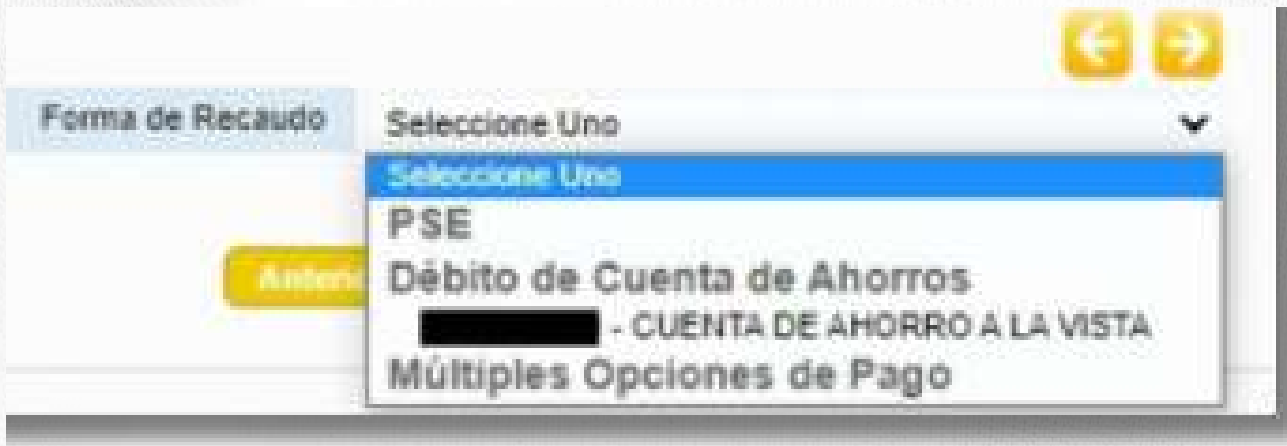 Forma de Recaudo Seleccione Uno
Seleccione Uno
PSE
Débito de Cuenta de Ahorros
- CUENTA DE AHORRO A LA VISTA
Múltiples Opciones de Pago